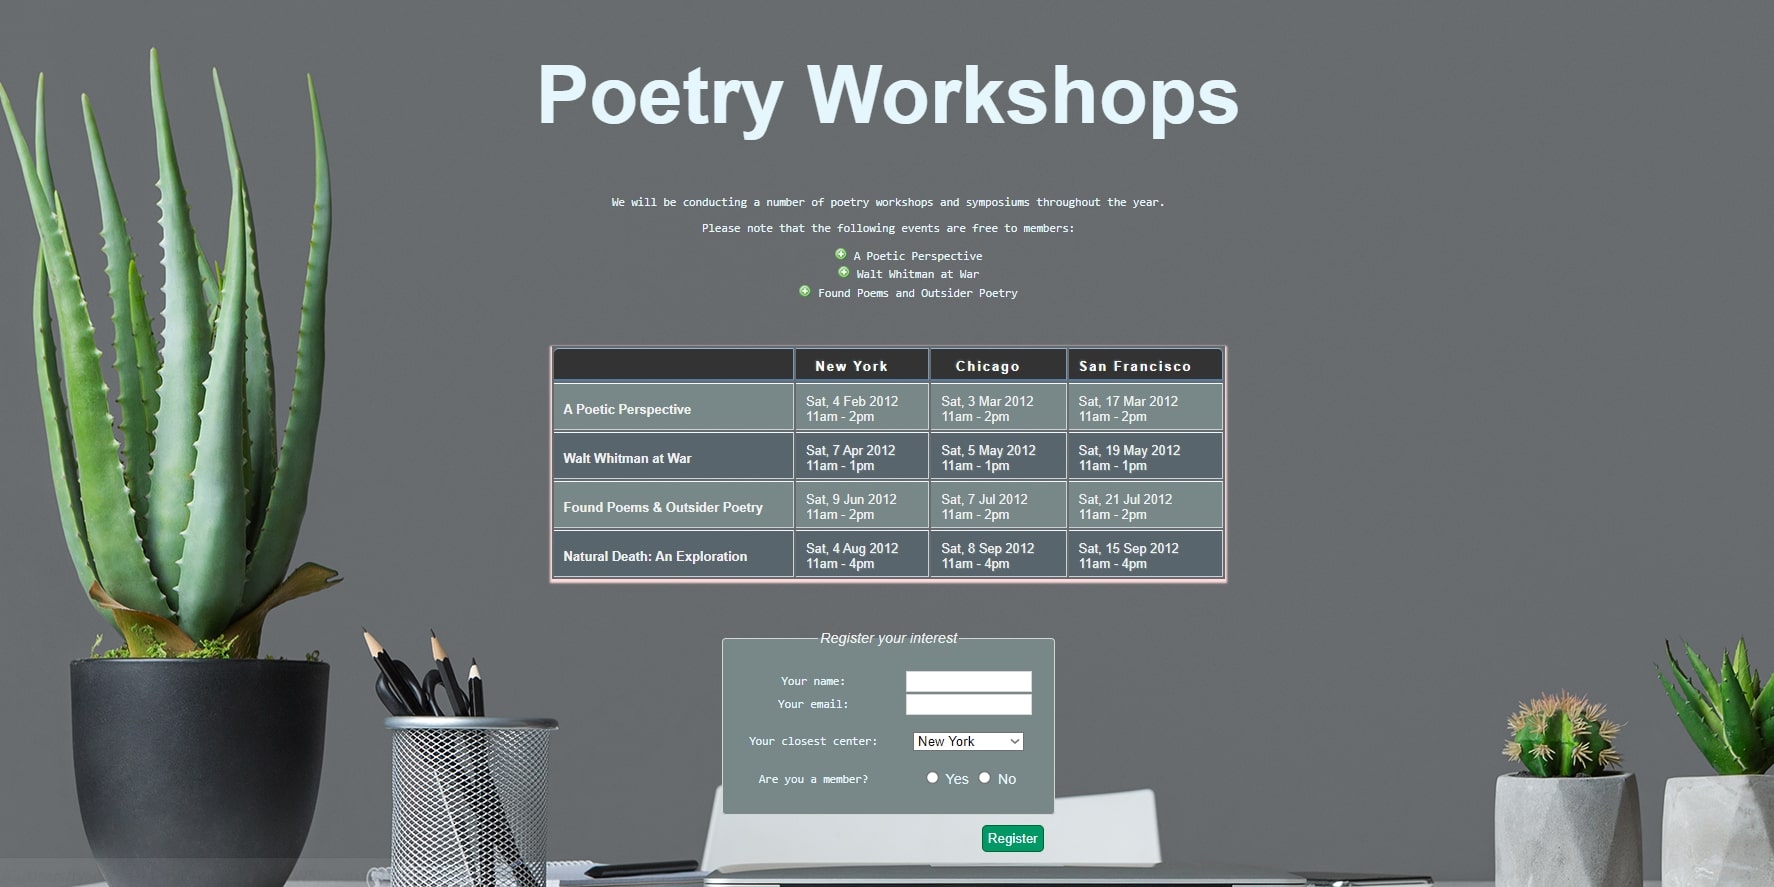 Poetry Workshops
We will be conducting a number of poetry workshops and symposiums throughout the year.
Please note that the following events are free to members:
A Poetic Perspective
Walt Whitman at War
Found Poems and Outsider Poetry
New York Chicago San Francisco
A Poetic Perspective
Sat, 4 Feb 2012
11am - 2pm
Sat, 3 Mar 2012
11am - 2pm
Sat, 17 Mar 2012
11am - 2pm
Walt Whitman at War
Sat, 7 Apr 2012
11am - 1pm
Sat, 5 May 2012
11am - 1pm
Sat, 19 May 2012
11am - 1pm
Found Poems & Outsider Poetry
Sat, 9 Jun 2012
11am - 2pm
Sat, 7 Jul 2012
11am - 2pm
Sat, 21 Jul 2012
11am - 2pm
Natural Death: An Exploration
Sat, 4 Aug 2012
11am - 4pm
Sat, 8 Sep 2012
11am - 4pm
Sat, 15 Sep 2012
11am - 4pm
Register your interest
Your name:
Your email:
Your closest center: New York
Are you a member? Yes No
Register